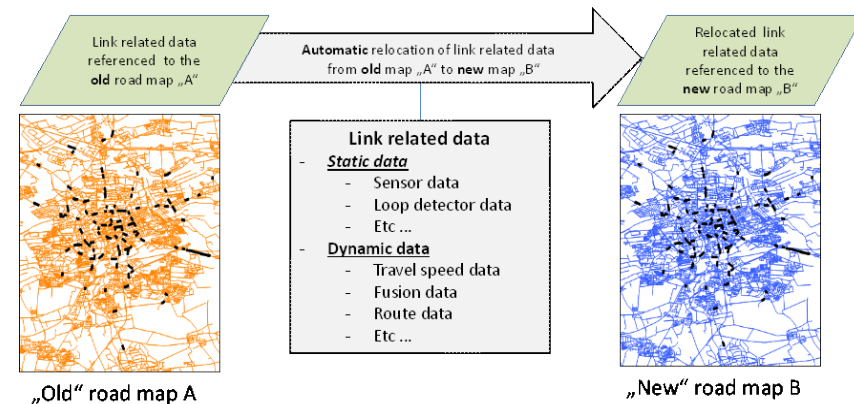 Link related data
referenced to the
old road map „A“
Automatic relocation of link related data
from old map „A“ to new map „B“
Relocated link
related data
referenced to the
new road map „B“
Link related data
- Static data
- Sensor data
- Loop detector data
- Etc ...
- Dynamic data
- Travel speed data
- Fusion data
- Route data
- Etc ...
„Old“ road map A
„New“ road map B